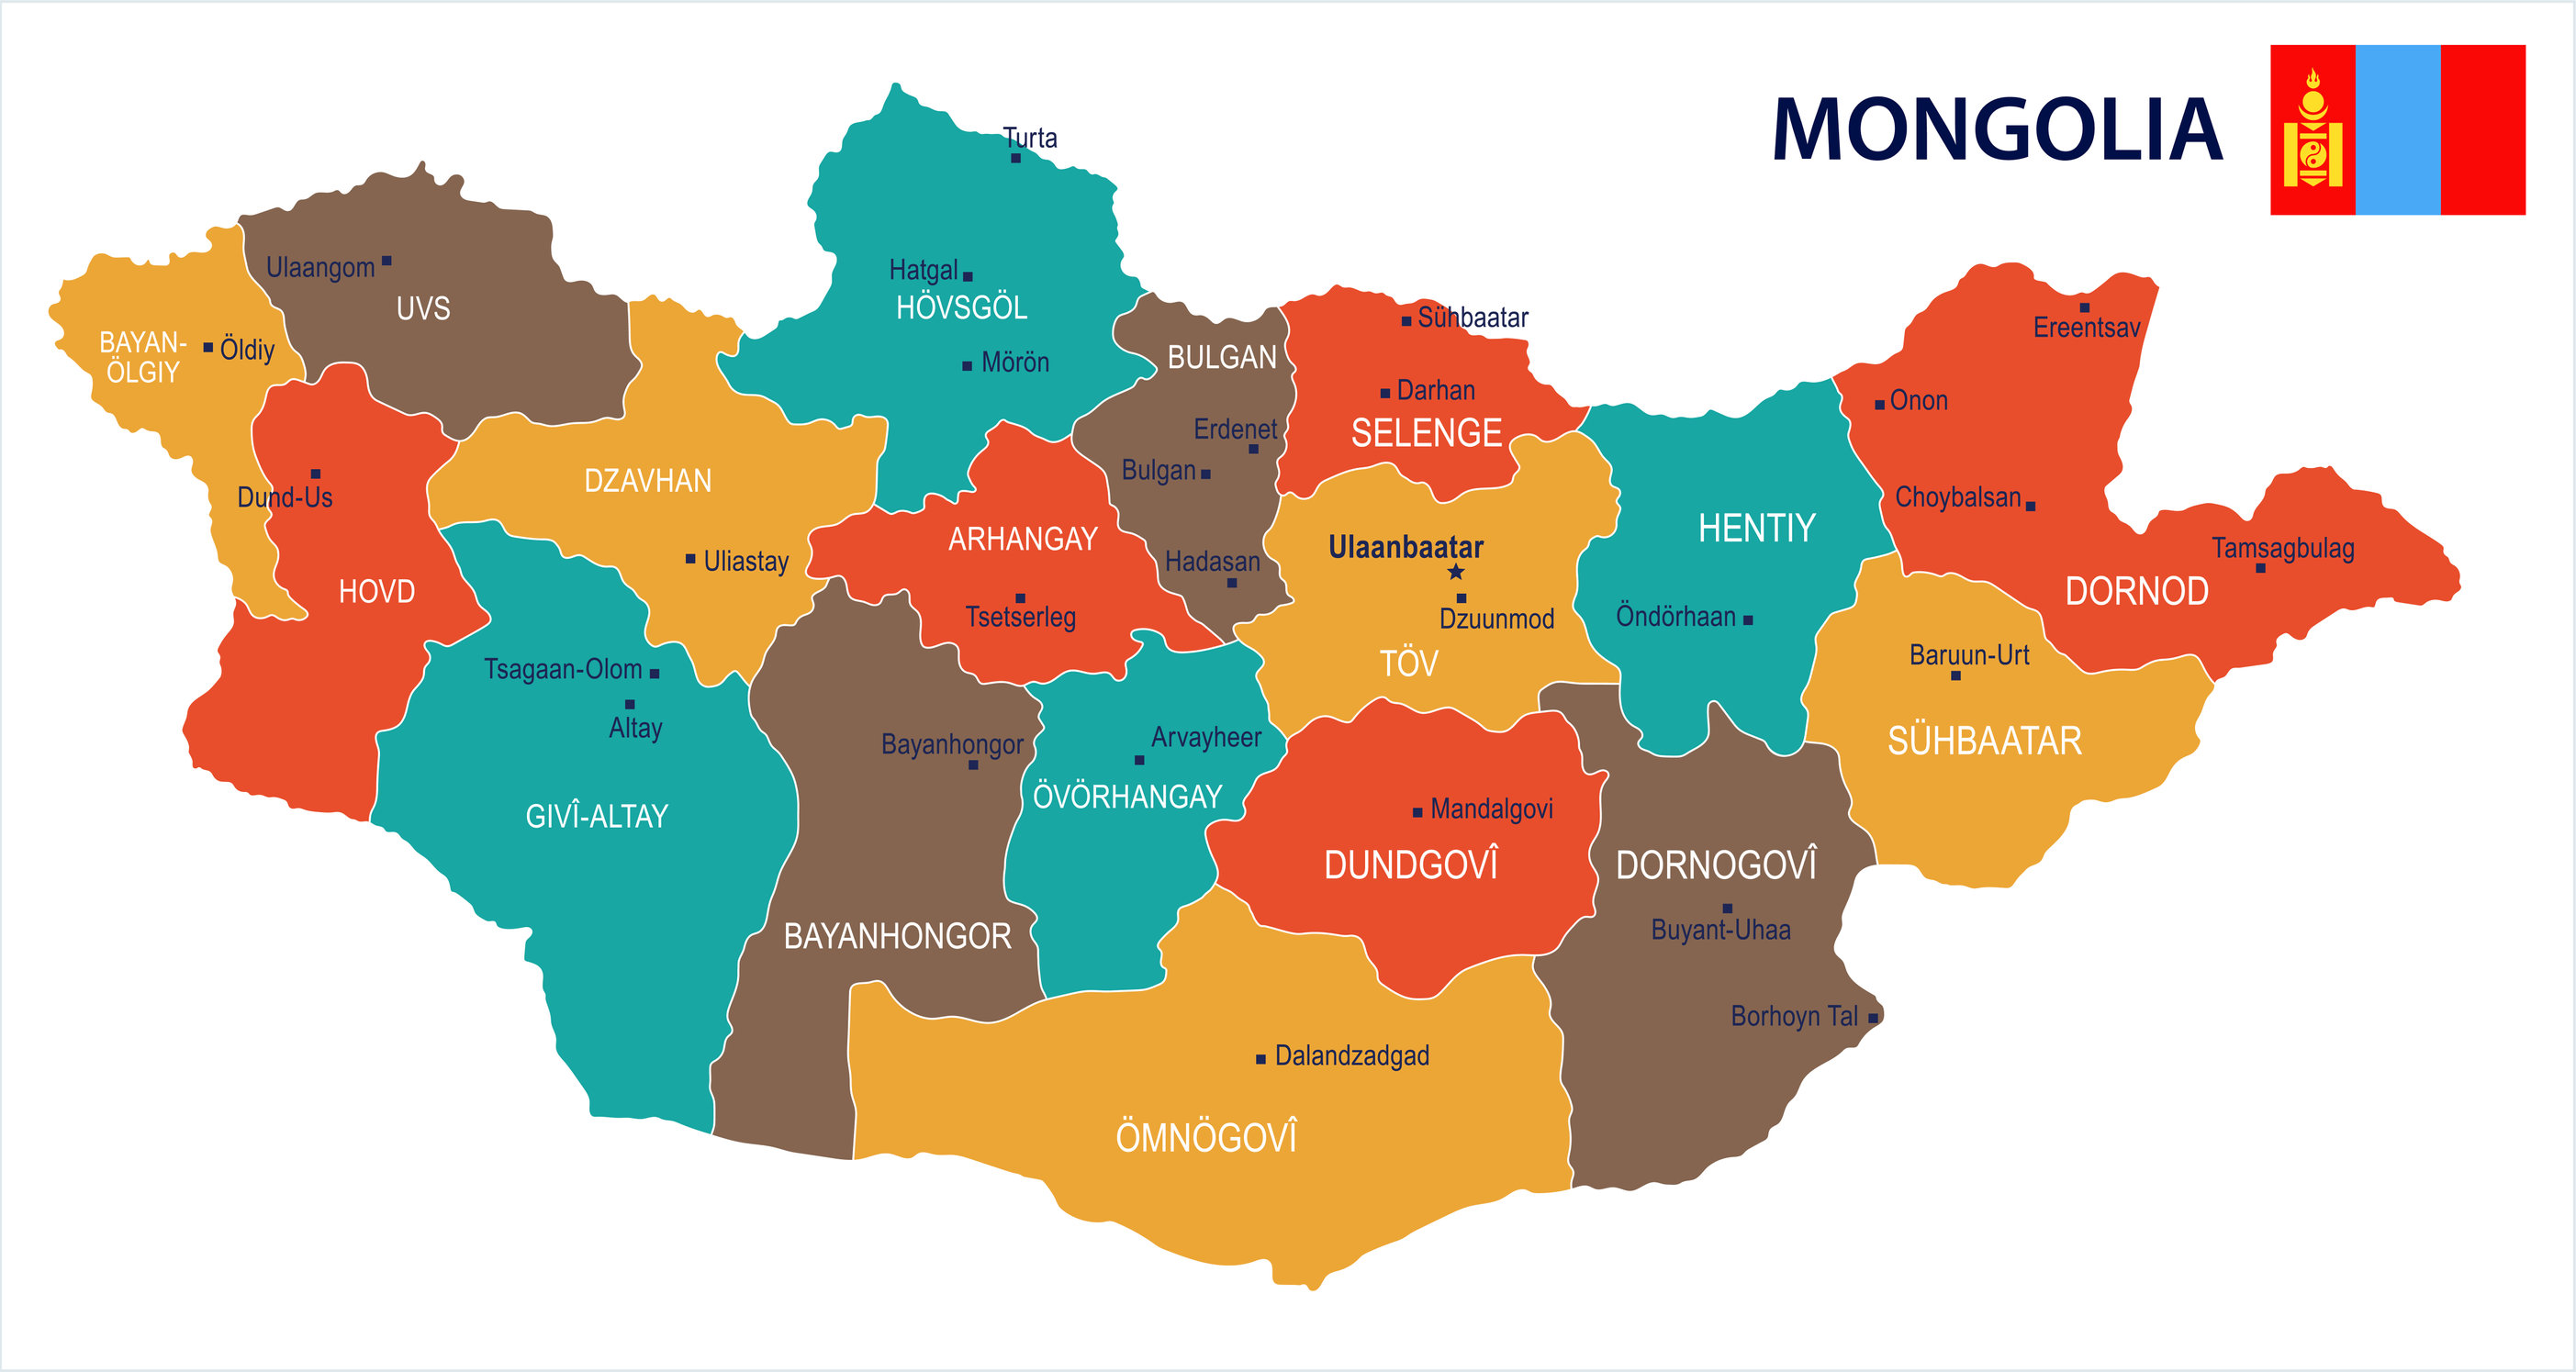 MONGOLIA
Turta
Ulaangom
UVS
Hatgal
HÖVSGÖL
Mörön
BAYAN-
ÖLGIY
Öldiy
BULGAN
Erdenet
Bulgan
Hadasan
Sühbaatar
Darhan
SELENGE
Ereentsav
Onon
Choybalsan
Tamsagbulag
DORNOD
Dund-Us
HOVD
DZAVHAN
Uliastay
ARHANGAY
Tsetserleg
Ulaanbaatar
Dzuunmod
TÖV
HENTIY
Öndörhaan
Baruun-Urt
SÜHBAATAR
Tsagaan-Olom
Altay
GIVÎ-ALTAY
Bayanhongor
BAYANHONGOR
Arvayheer
ÖVÖRHANGAY
Mandalgovi
DUNDGOVÎ
DORNOGOVÎ
Buyant-Uhaa
Borhoyn Tal
Dalandzadgad
ÖMNÖGOVÎ